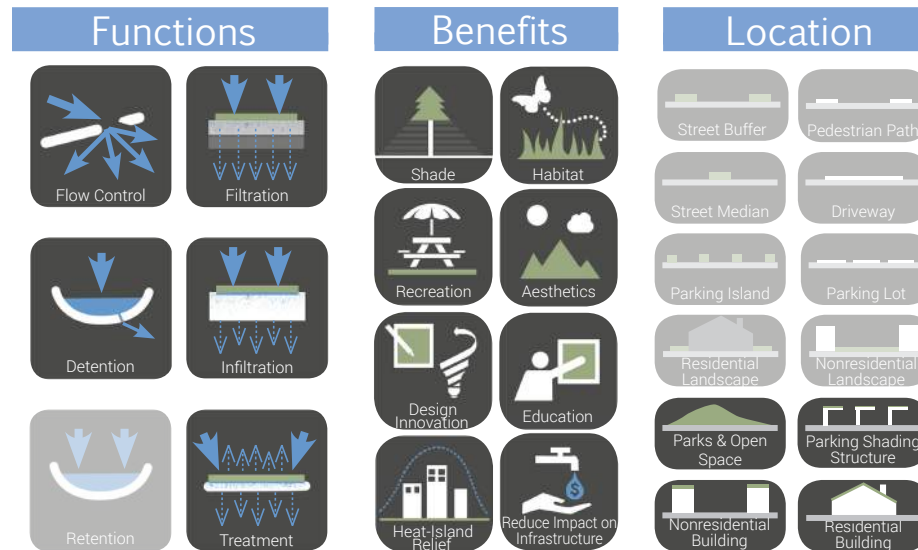 Functions
Benefits
Location
Flow Control
Filtration
Detention
Infiltration
Retention
Treatment
Shade
Habitat
Recreation
Aesthetics
Design
Innovation
Education
Heat-Island
Relief
Reduce Impact on
Infrastructure
Street Buffer
Pedestrian Path
Street Median
Driveway
Parking Island
Parking Lot
Residential
Landscape
Nonresidential
Landscape
Parks & Open
Space
Parking Shading
Structure
Nonresidential
Building
Residential
Building
$